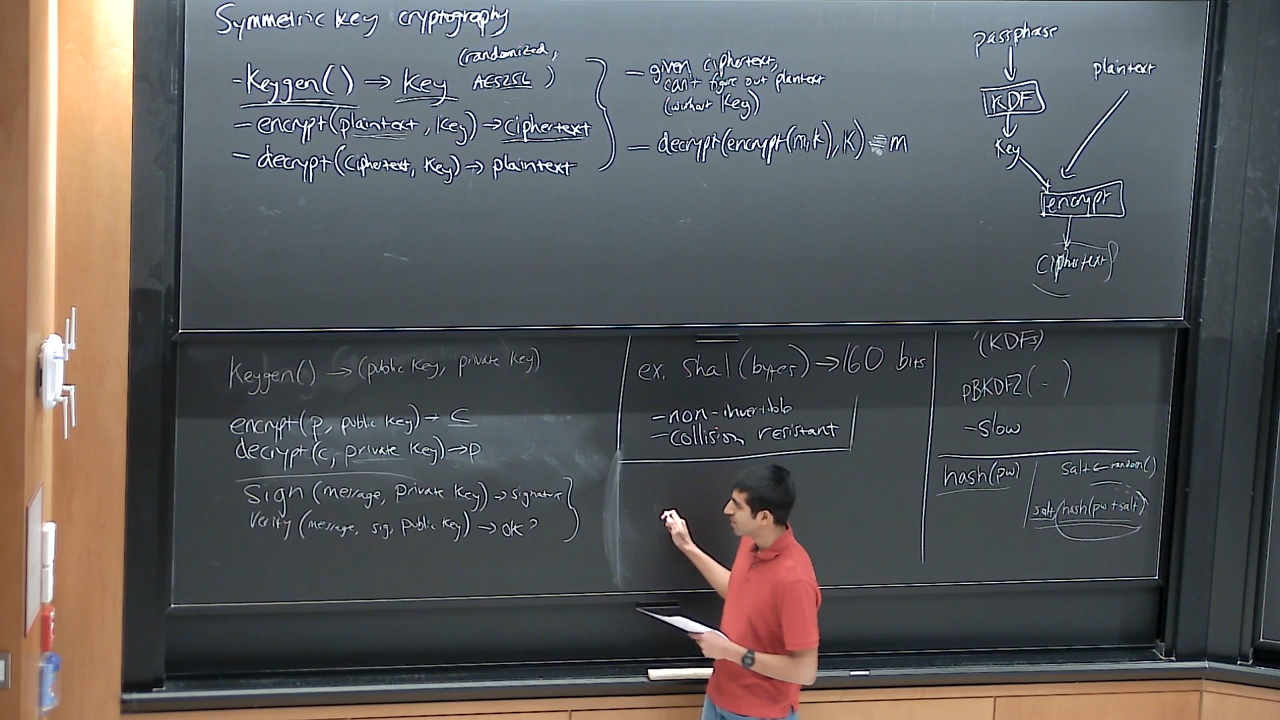 Symmetric key cryptography
(randomized,
- Keygen() → Key AES256 )
- encrypt(plaintext, key) → ciphertext
- decrypt(ciphertext, key) → plaintext
- given ciphertext,
can't figure out plaintext
(without key)
- decrypt(encrypt(m,k), k) = m
passphrase
KDF
key
plaintext
encrypt
ciphertext
Keygen() → (public key, private key)
encrypt(p, public key) → c
decrypt(c, private key) → p
Sign (message, private key) → signature
Verify (message, sig, public key) → ok?
ex. sha1 (bytes) → 160 bits
- non-invertible
- collision resistant
(KDFs)
PBKDF2( - )
- slow
hash(pw)
salt ← random()
salt, hash(pw + salt)